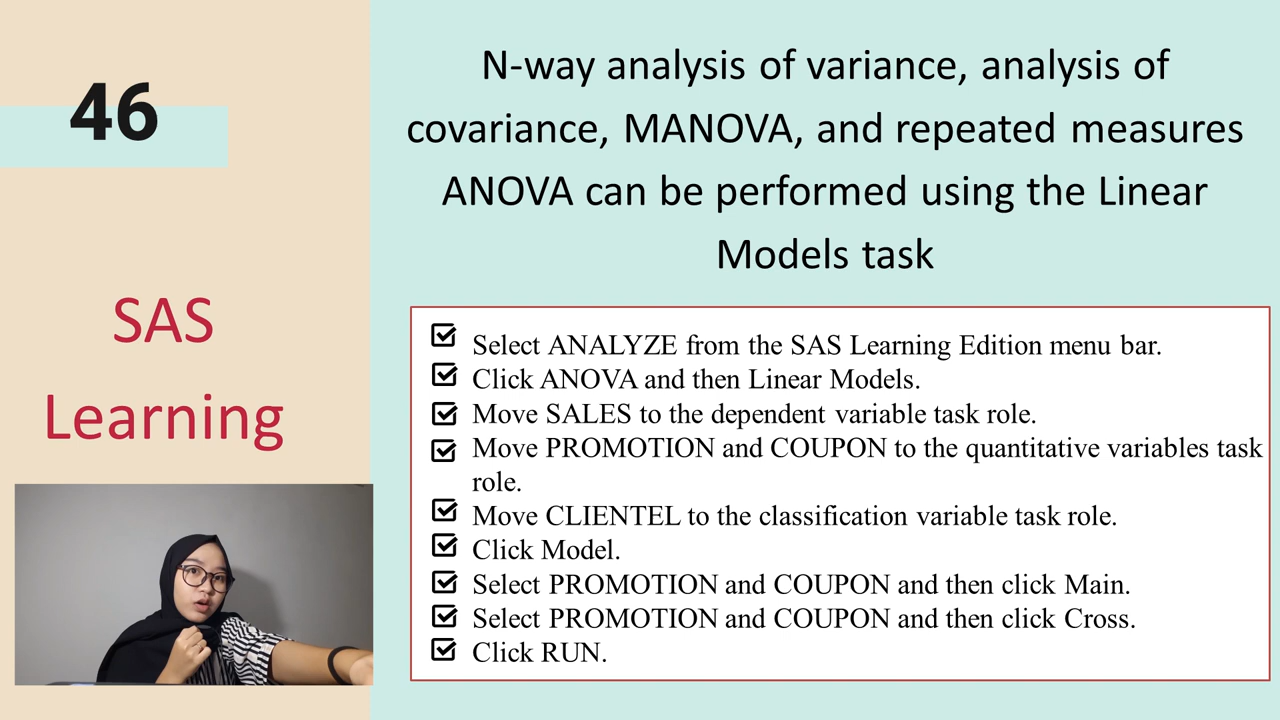 46
SAS
Learning
N-way analysis of variance, analysis of
covariance, MANOVA, and repeated measures
ANOVA can be performed using the Linear
Models task
Select ANALYZE from the SAS Learning Edition menu bar.
Click ANOVA and then Linear Models.
Move SALES to the dependent variable task role.
Move PROMOTION and COUPON to the quantitative variables task
role.
Move CLIENTEL to the classification variable task role.
Click Model.
Select PROMOTION and COUPON and then click Main.
Select PROMOTION and COUPON and then click Cross.
Click RUN.